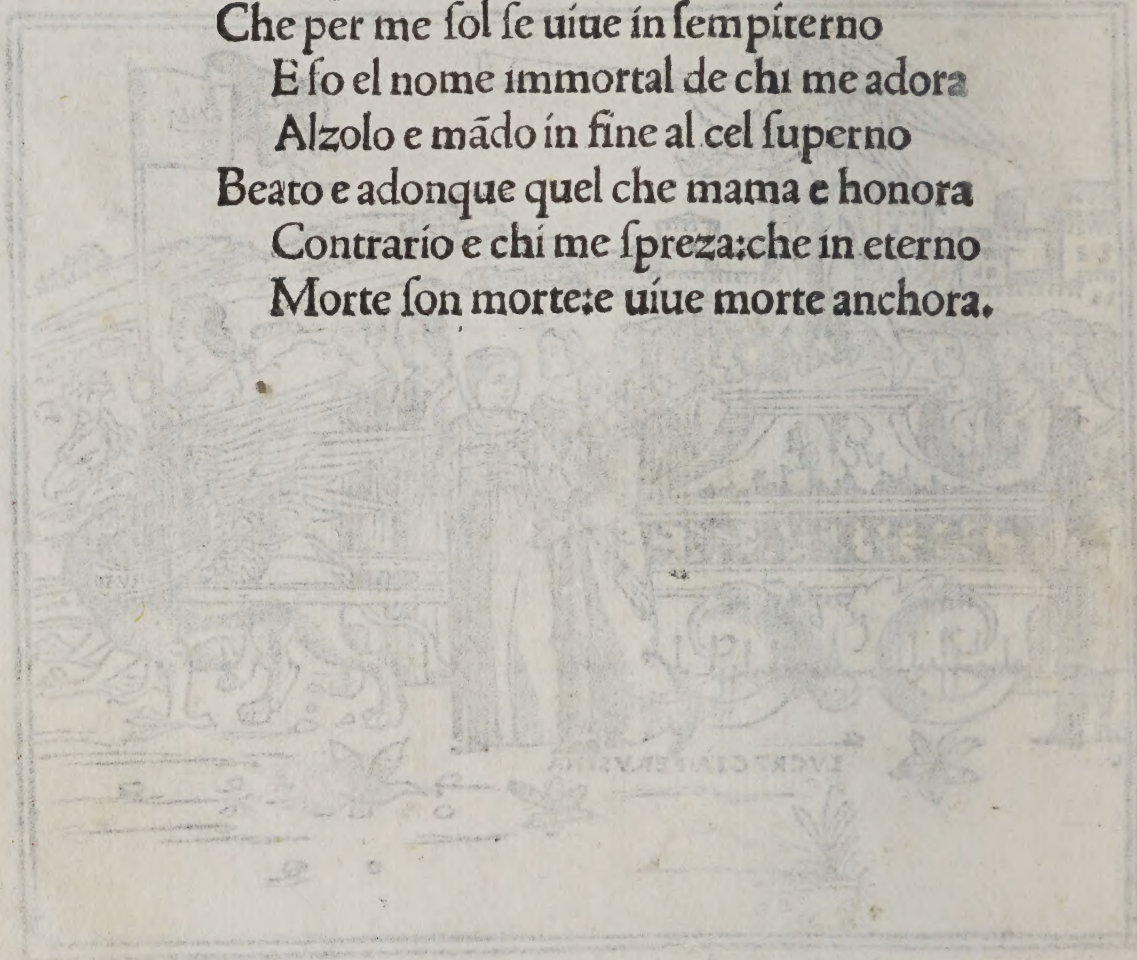 Che per me ſol ſe uiue in ſempiterno
E fo el nome immortal de chi me adora
Alzolo e mādo in fine al cel ſuperno
Beato e adonque quel che mama e honora
Contrario e chi me ſpreza:che in eterno
Morte ſon morte:e uiue morte anchora.